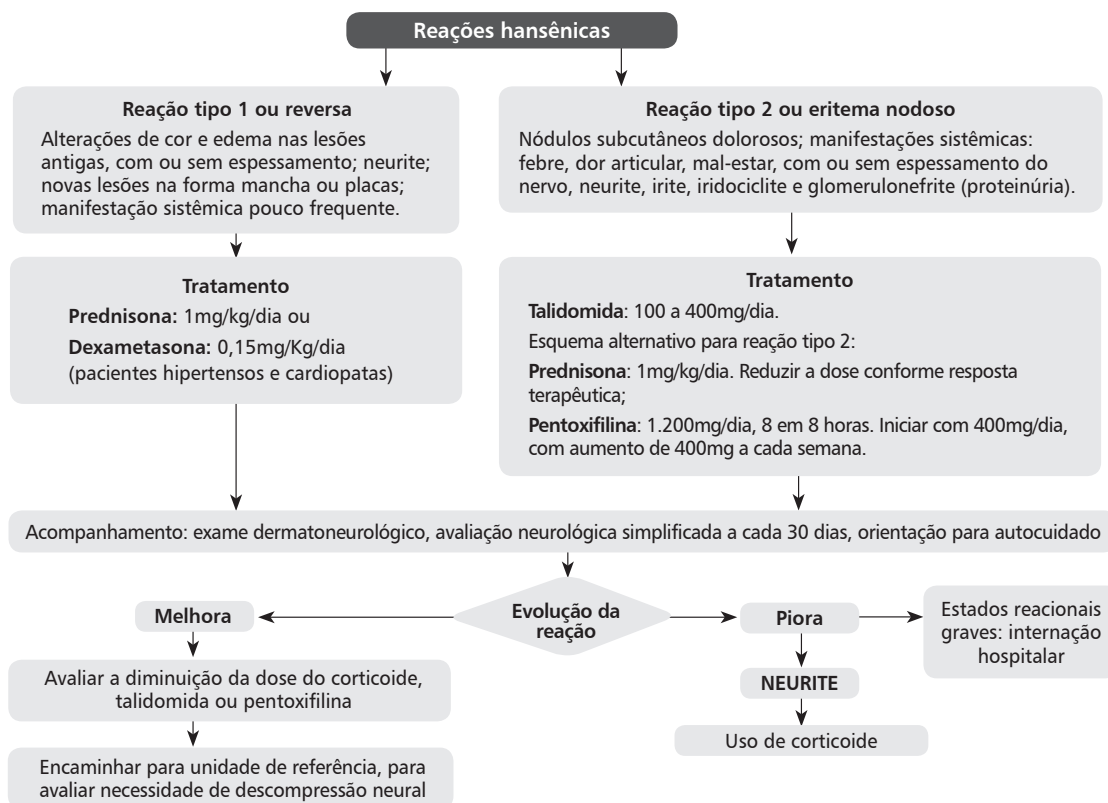 Reações hansênicas
Reação tipo 1 ou reversa
Alterações de cor e edema nas lesões
antigas, com ou sem espessamento; neurite;
novas lesões na forma mancha ou placas;
manifestação sistêmica pouco frequente.
Reação tipo 2 ou eritema nodoso
Nódulos subcutâneos dolorosos; manifestações sistêmicas:
febre, dor articular, mal-estar, com ou sem espessamento do
nervo, neurite, irite, iridociclite e glomerulonefrite (proteinúria).
Tratamento
Prednisona: 1mg/kg/dia ou
Dexametasona: 0,15mg/Kg/dia
(pacientes hipertensos e cardiopatas)
Tratamento
Talidomida: 100 a 400mg/dia.
Esquema alternativo para reação tipo 2:
Prednisona: 1mg/kg/dia. Reduzir a dose conforme resposta
terapêutica;
Pentoxifilina: 1.200mg/dia, 8 em 8 horas. Iniciar com 400mg/dia,
com aumento de 400mg a cada semana.
Acompanhamento: exame dermatoneurológico, avaliação neurológica simplificada a cada 30 dias, orientação para autocuidado
Evolução da
reação
Melhora
Avaliar a diminuição da dose do corticoide,
talidomida ou pentoxifilina
Encaminhar para unidade de referência, para
avaliar necessidade de descompressão neural
Piora
NEURITE
Uso de corticoide
Estados reacionais
graves: internação
hospitalar